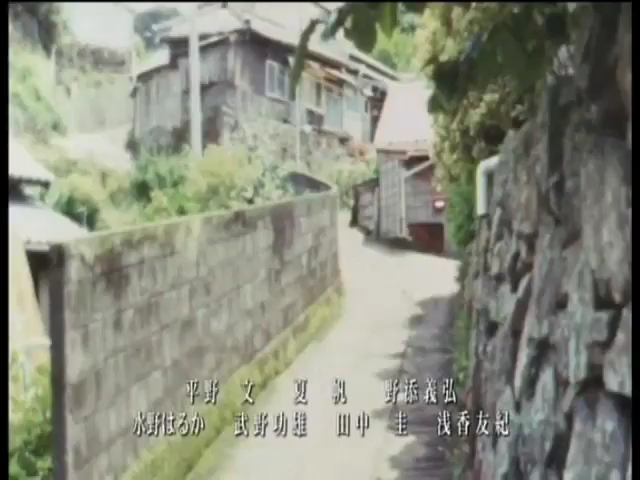 平野　文　夏　帆　野添義弘
水野はるか　武野功雄　田中　圭　浅香友紀